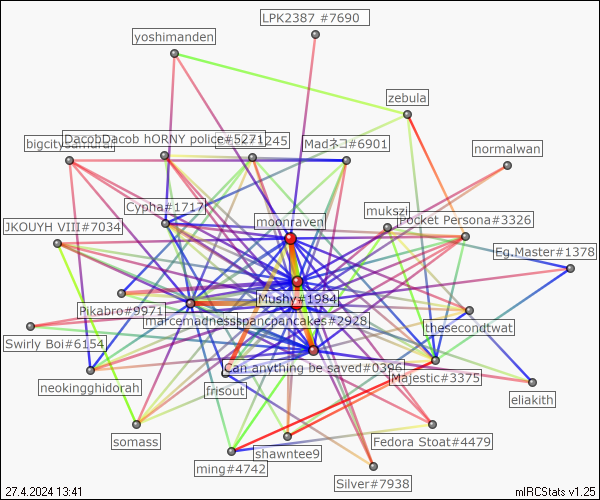 LPK2387 #7690
yoshimanden
zebula
DacobDacob hORNY police#5271
1245
bigcitysamurai
Madネコ#6901
normalwan
Cypha#1717
mukszi
moonraven
Pocket Persona#3326
JKOUYH VIII#7034
Eg.Master#1378
Mushy#1984
Pikabro#9971
marcemadness
spancpancakes#2928
thesecondtwat
Swirly Boi#6154
Can anything be saved#0396
Majestic#3375
neokingghidorah
frisout
eliakith
somass
Fedora Stoat#4479
shawntee9
ming#4742
Silver#7938
27.4.2024 13:41
mIRCStats v1.25